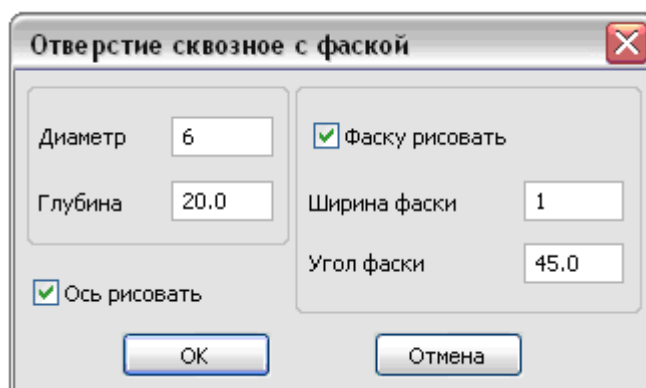 Отверстие сквозное с фаской
Диаметр 6
Глубина 20.0
Ось рисовать
Фаску рисовать
Ширина фаски 1
Угол фаски 45.0
OK
Отмена